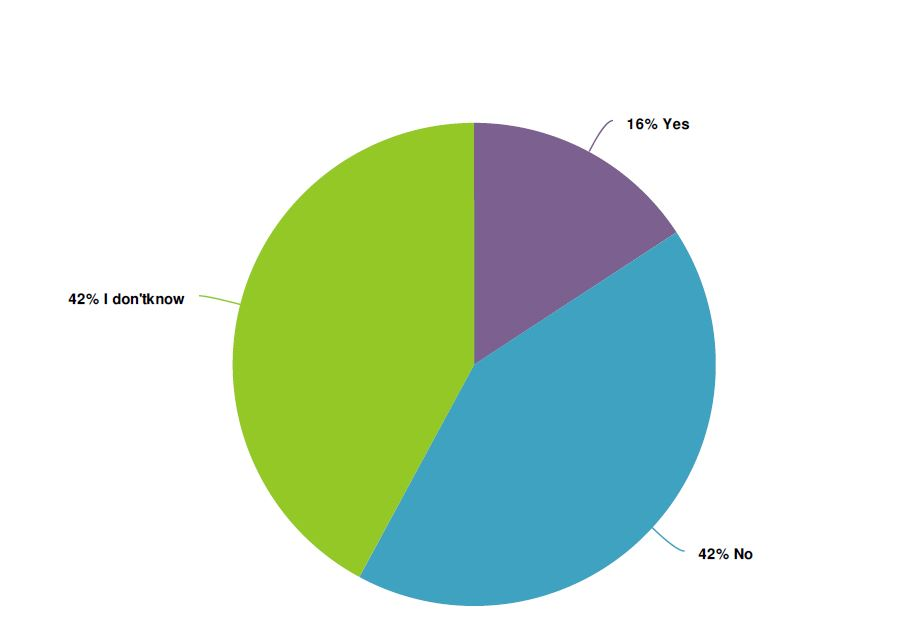 16% Yes
42% I don'tknow
42% No